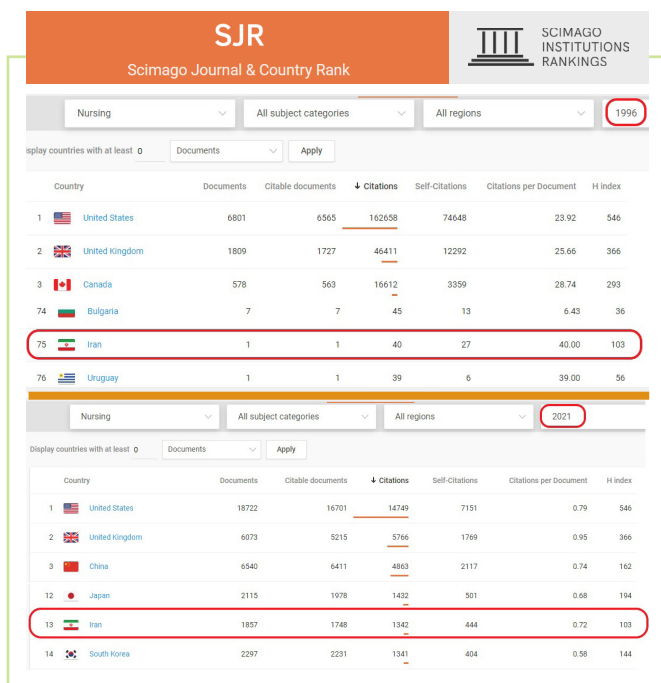 SJR
Scimago Journal & Country Rank
SCIMAGO
INSTITUTIONS
RANKINGS
Nursing All subject categories All regions 1996
isplay countries with at least 0 Documents Apply
Country Documents Citable documents ↓ Citations Self-Citations Citations per Document H index
1 United States 6801 6565 162658 74648 23.92 546
2 United Kingdom 1809 1727 46411 12292 25.66 366
3 Canada 578 563 16612 3359 28.74 293
74 Bulgaria 7 7 45 13 6.43 36
75 Iran 1 1 40 27 40.00 103
76 Uruguay 1 1 39 6 39.00 56
Nursing All subject categories All regions 2021
Display countries with at least 0 Documents Apply
Country Documents Citable documents ↓ Citations Self-Citations Citations per Document H index
1 United States 18722 16701 14749 7151 0.79 546
2 United Kingdom 6073 5215 5766 1769 0.95 366
3 China 6540 6411 4863 2117 0.74 162
12 Japan 2115 1978 1432 501 0.68 194
13 Iran 1857 1748 1342 444 0.72 103
14 South Korea 2297 2231 1341 404 0.58 144